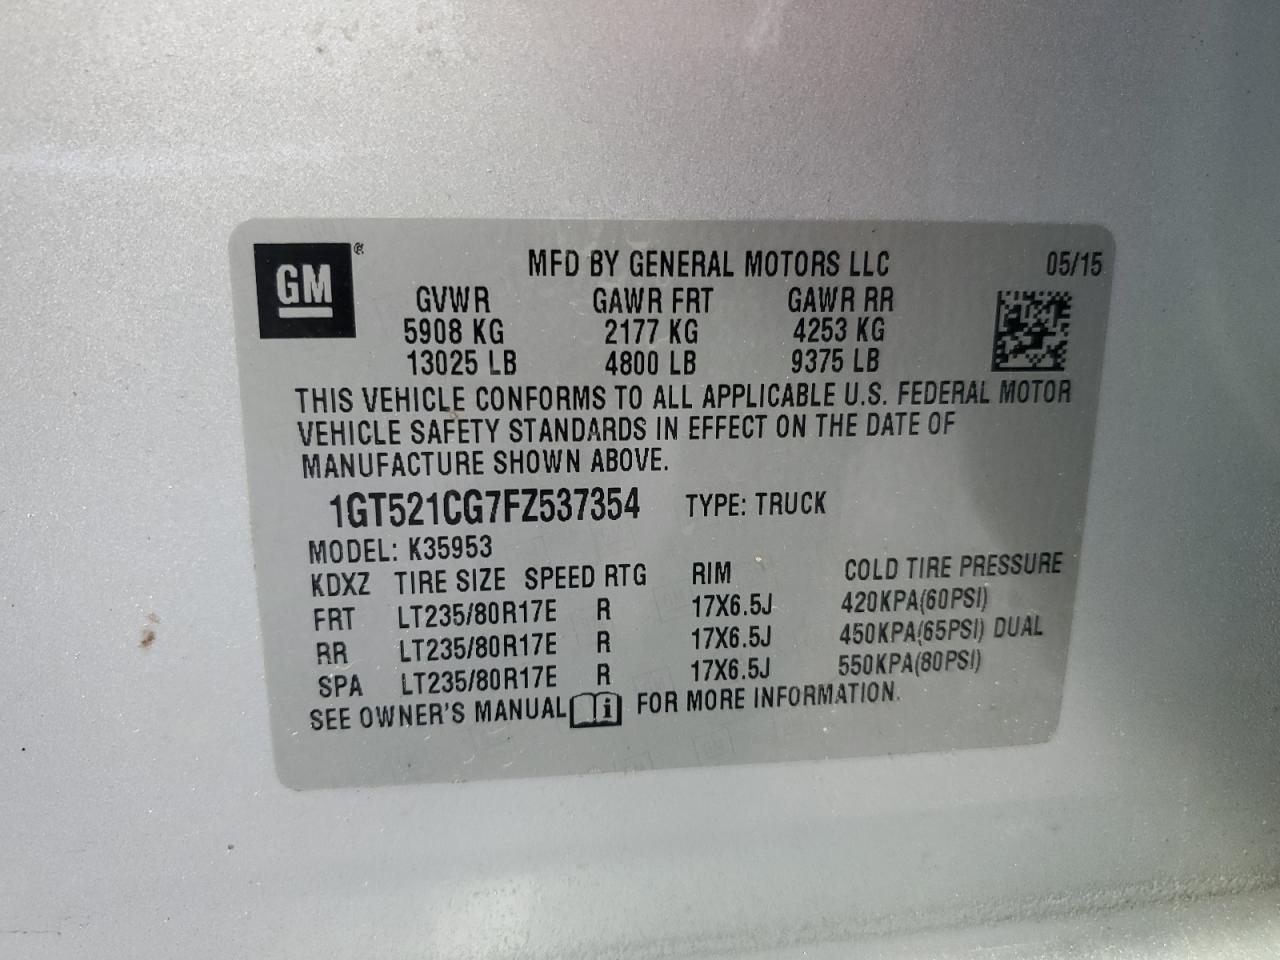 GM ®
MFD BY GENERAL MOTORS LLC 05/15
GVWR GAWR FRT GAWR RR
5908 KG 2177 KG 4253 KG
13025 LB 4800 LB 9375 LB
THIS VEHICLE CONFORMS TO ALL APPLICABLE U.S. FEDERAL MOTOR
VEHICLE SAFETY STANDARDS IN EFFECT ON THE DATE OF
MANUFACTURE SHOWN ABOVE.
1GT521CG7FZ537354 TYPE: TRUCK
MODEL: K35953
KDXZ TIRE SIZE SPEED RTG RIM COLD TIRE PRESSURE
FRT LT235/80R17E R 17X6.5J 420KPA(60PSI)
RR LT235/80R17E R 17X6.5J 450KPA(65PSI) DUAL
SPA LT235/80R17E R 17X6.5J 550KPA(80PSI)
SEE OWNER'S MANUAL i FOR MORE INFORMATION.